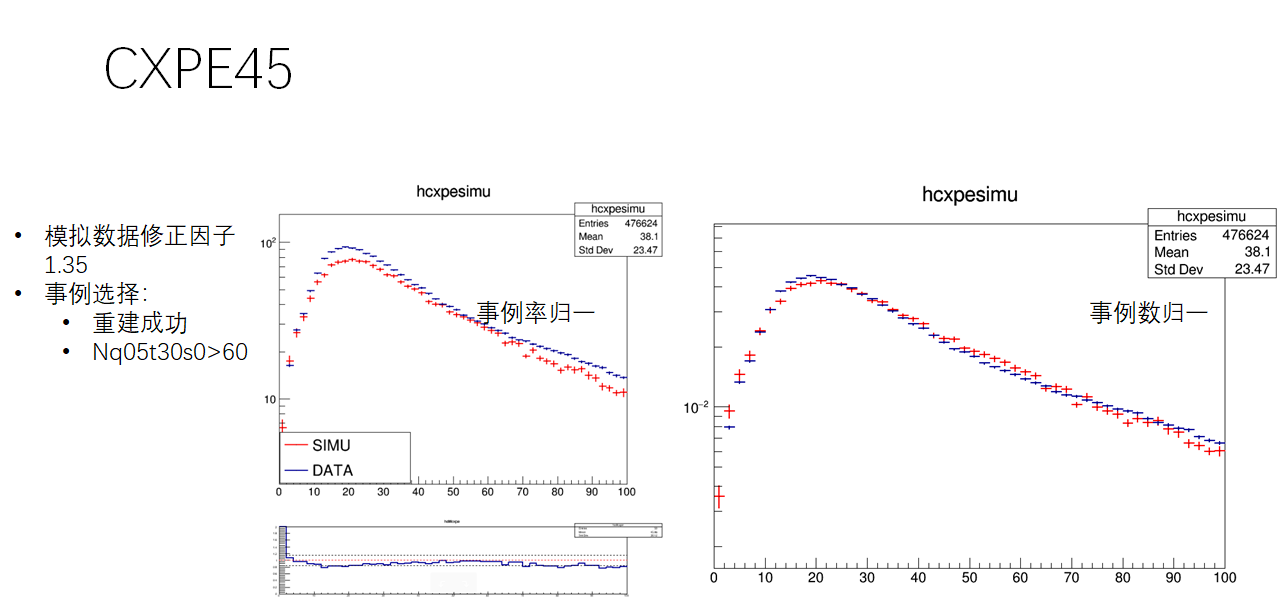 CXPE45
• 模拟数据修正因子
1.35
• 事例选择：
• 重建成功
• Nq05t30s0>60
hcxpesimu
hcxpesimu
Entries 476624
Mean 38.1
Std Dev 23.47
10²
10
事例率归一
SIMU
DATA
0 10 20 30 40 50 60 70 80 90 100
hcxpesimu
hcxpesimu
Entries 476624
Mean 38.1
Std Dev 23.47
事例数归一
10⁻²
0 10 20 30 40 50 60 70 80 90 100